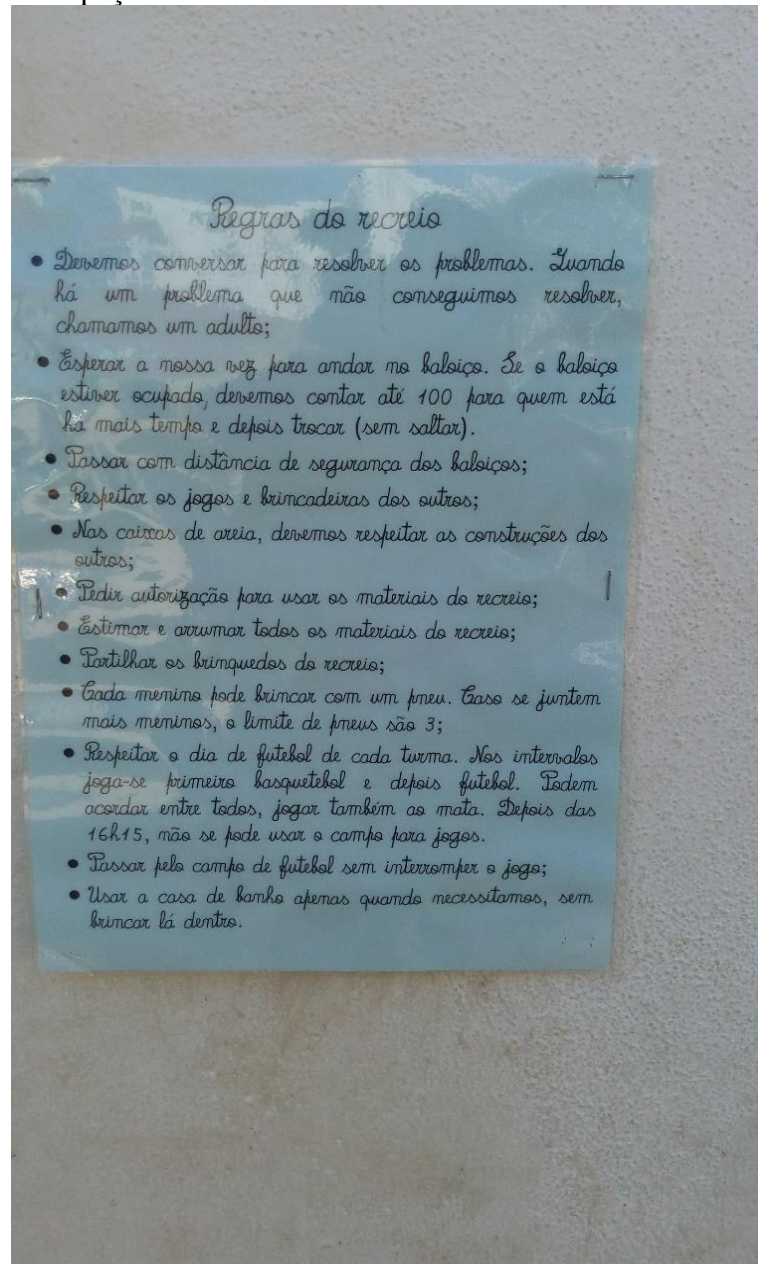 Regras do recreio
• Devemos conversar para resolver os problemas. Quando
há um problema que não conseguimos resolver,
chamamos um adulto;
• Esperar a nossa vez para andar no baloiço. Se o baloiço
estiver ocupado, devemos contar até 100 para quem está
há mais tempo e depois trocar (sem saltar).
• Passar com distância de segurança dos baloiços;
• Respeitar os jogos e brincadeiras dos outros;
• Nas caixas de areia, devemos respeitar as construções dos
outros;
• Pedir autorização para usar os materiais do recreio;
• Estimar e arrumar todos os materiais do recreio;
• Partilhar os brinquedos do recreio;
• Cada menino pode brincar com um pneu. Caso se juntem
mais meninos, o limite de pneus são 3;
• Respeitar o dia de futebol de cada turma. Nos intervalos
joga-se primeiro basquetebol e depois futebol. Podem
acordar entre todos, jogar também ao mata. Depois das
16h15, não se pode usar o campo para jogos.
• Passar pelo campo de futebol sem interromper o jogo;
• Usar a casa de banho apenas quando necessitamos, sem
brincar lá dentro.